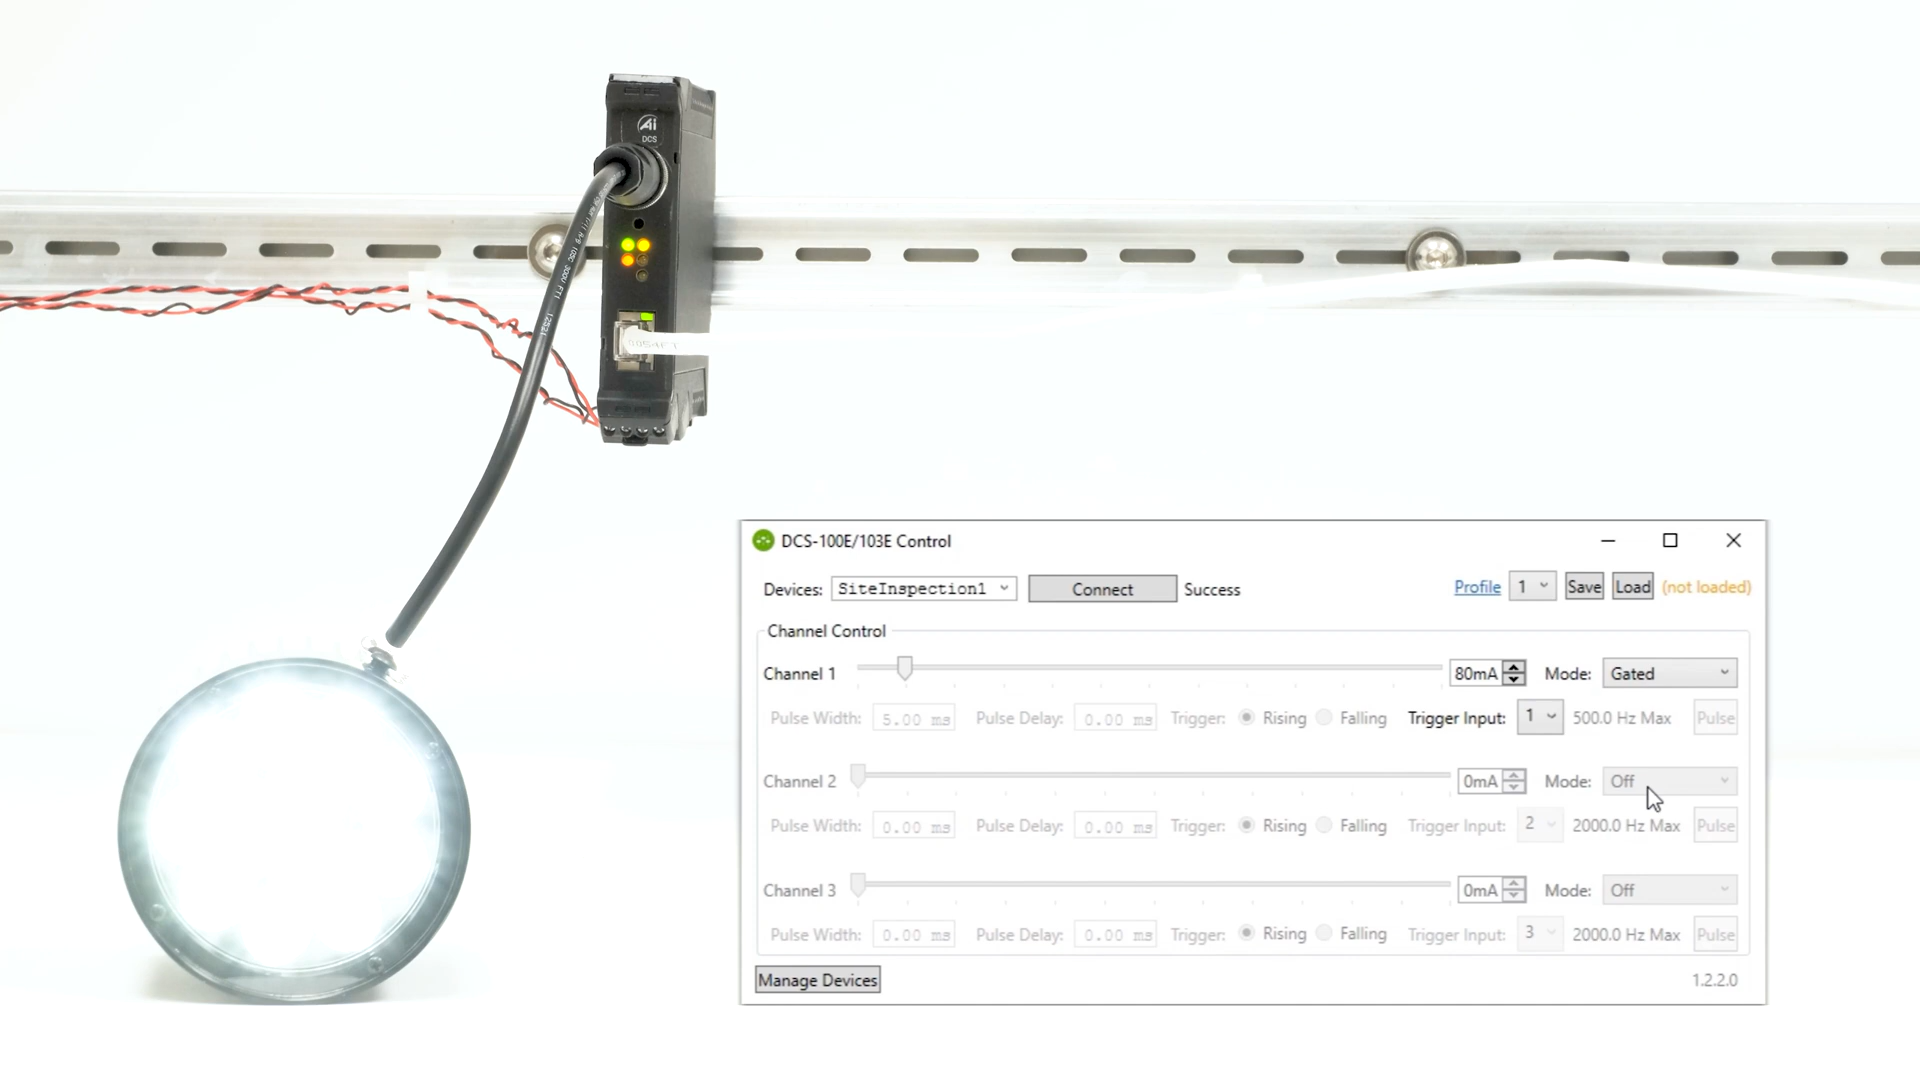 Ai
DCS
DCS-100E/103E Control
Devices: SiteInspection1 Connect Success Profile 1 Save Load (not loaded)
Channel Control
Channel 1 80mA Mode: Gated
Pulse Width: 5.00 ms Pulse Delay: 0.00 ms Trigger: Rising Falling Trigger Input: 1 500.0 Hz Max Pulse
Channel 2 0mA Mode: Off
Pulse Width: 0.00 ms Pulse Delay: 0.00 ms Trigger: Rising Falling Trigger Input: 2 2000.0 Hz Max Pulse
Channel 3 0mA Mode: Off
Pulse Width: 0.00 ms Pulse Delay: 0.00 ms Trigger: Rising Falling Trigger Input: 3 2000.0 Hz Max Pulse
Manage Devices 1.2.2.0